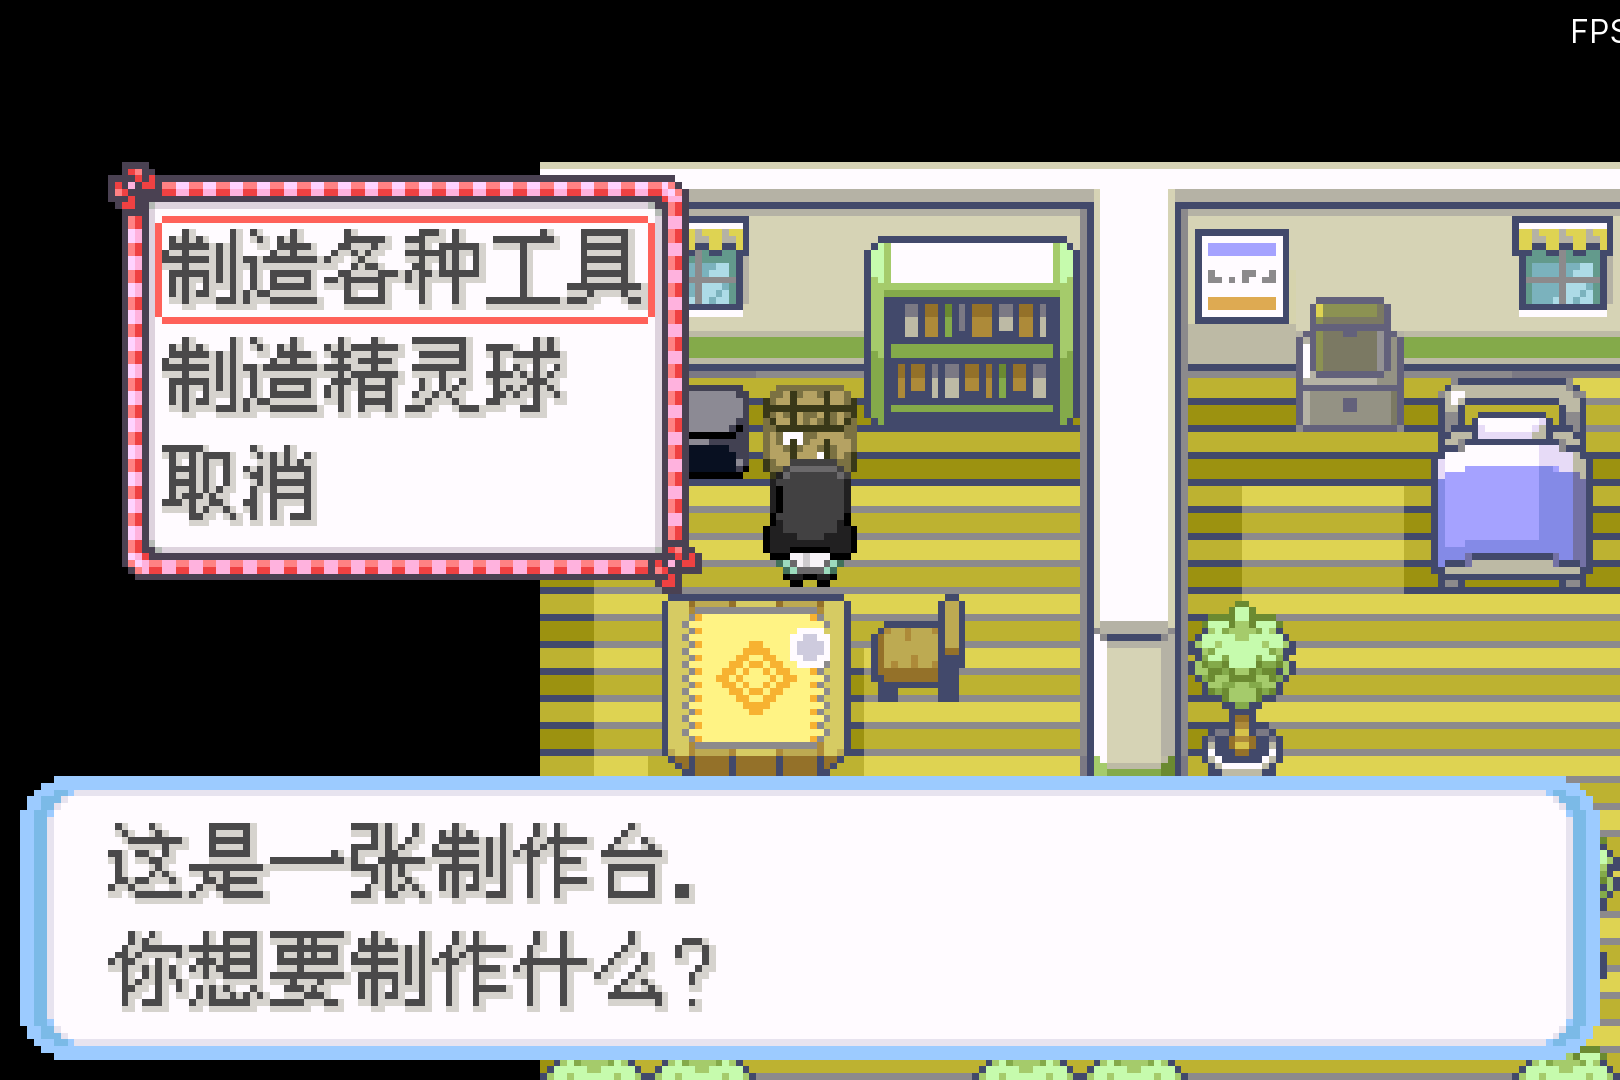 FPS
制造各种工具
制造精灵球
取消
这是一张制作台.
你想要制作什么?